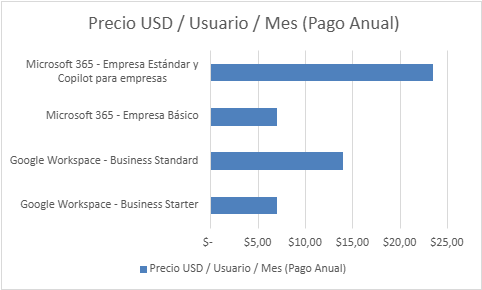 Precio USD / Usuario / Mes (Pago Anual)
Microsoft 365 - Empresa Estándar y
Copilot para empresas
Microsoft 365 - Empresa Básico
Google Workspace - Business Standard
Google Workspace - Business Starter
$- $5,00 $10,00 $15,00 $20,00 $25,00
Precio USD / Usuario / Mes (Pago Anual)